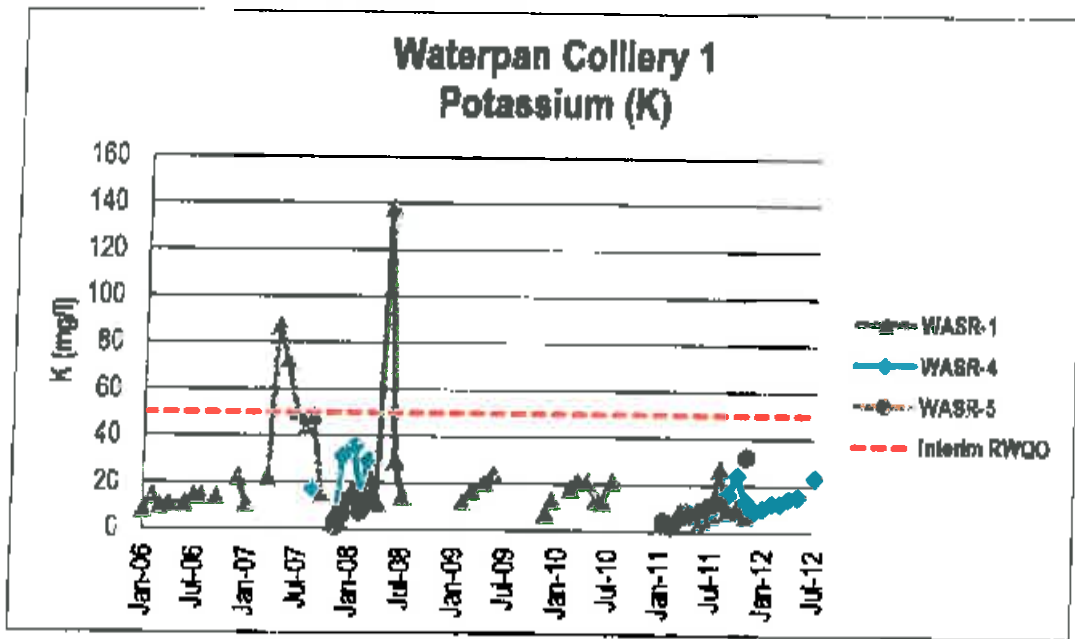 Waterpan Colliery 1
Potassium (K)
160
140
120
100
80
60
40
20
0
K (mg/l)
Jan-06
Jul-06
Jan-07
Jul-07
Jan-08
Jul-08
Jan-09
Jul-09
Jan-10
Jul-10
Jan-11
Jul-11
Jan-12
Jul-12
WASR-1
WASR-4
WASR-5
Interim RWQO